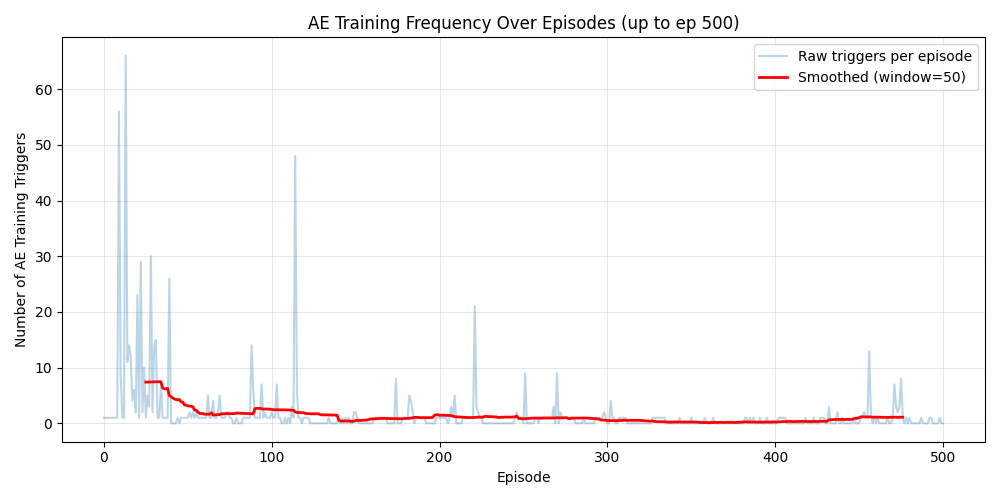 AE Training Frequency Over Episodes (up to ep 500)
Raw triggers per episode
Smoothed (window=50)
Number of AE Training Triggers
60
50
40
30
20
10
0
0 100 200 300 400 500
Episode